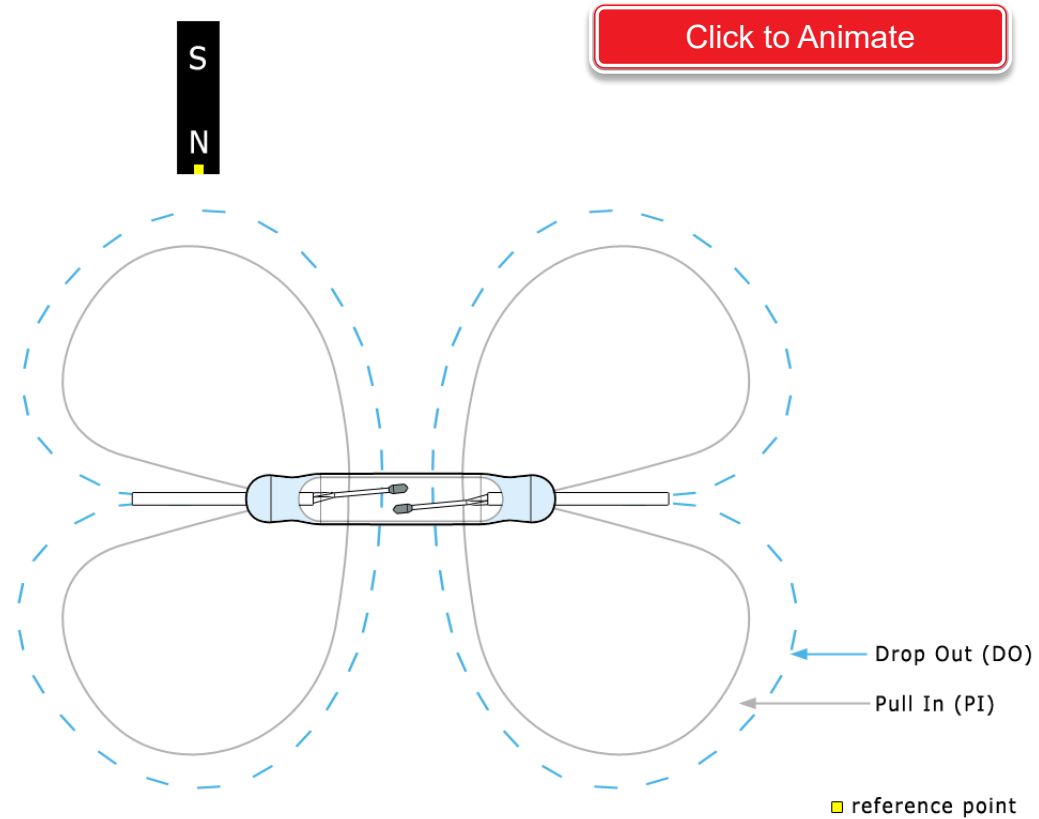 Click to Animate
S
N
Drop Out (DO)
Pull In (PI)
reference point